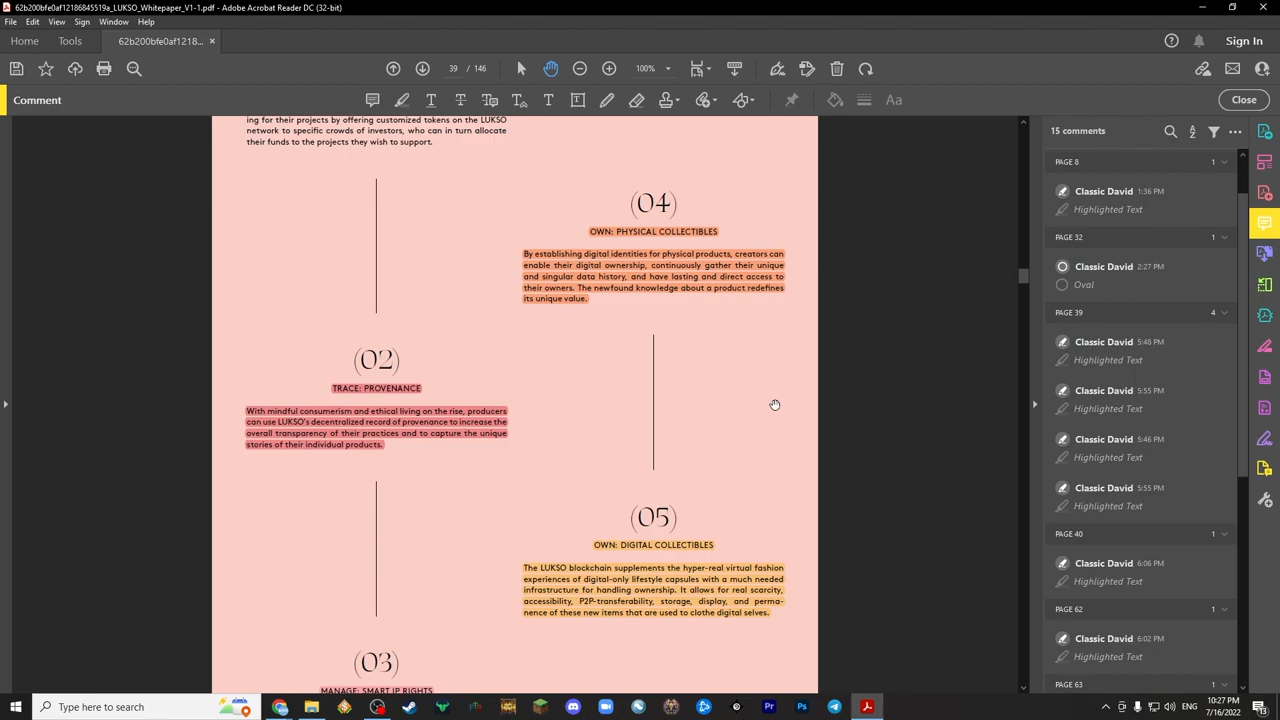 62b200bfe0af12186845519a_LUKSO_Whitepaper_V1-1.pdf - Adobe Acrobat Reader DC (32-bit)
File Edit View Sign Window Help
Home Tools 62b200bfe0af1218... × Sign In
39 / 146 100%
Comment Close
ing for their projects by offering customized tokens on the LUKSO
network to specific crowds of investors, who can in turn allocate
their funds to the projects they wish to support.
(04)
OWN: PHYSICAL COLLECTIBLES
By establishing digital identities for physical products, creators can
enable their digital ownership, continuously gather their unique
and singular data history, and have lasting and direct access to
their owners. The newfound knowledge about a product redefines
its unique value.
(02)
TRACE: PROVENANCE
With mindful consumerism and ethical living on the rise, producers
can use LUKSO's decentralized record of provenance to increase the
overall transparency of their practices and to capture the unique
stories of their individual products.
(05)
OWN: DIGITAL COLLECTIBLES
The LUKSO blockchain supplements the hyper-real virtual fashion
experiences of digital-only lifestyle capsules with a much needed
infrastructure for handling ownership. It allows for real scarcity,
accessibility, P2P-transferability, storage, display, and perma-
nence of these new items that are used to clothe digital selves.
(03)
MANAGE: SMART IP RIGHTS
15 comments
PAGE 8 1
Classic David 1:36 PM
Highlighted Text
PAGE 32 1
Classic David 2:27 PM
Oval
PAGE 39 4
Classic David 5:48 PM
Highlighted Text
Classic David 5:55 PM
Highlighted Text
Classic David 5:46 PM
Highlighted Text
Classic David 5:55 PM
Highlighted Text
PAGE 40 1
Classic David 6:06 PM
Highlighted Text
PAGE 62 1
Classic David 6:02 PM
Highlighted Text
PAGE 63 1
Type here to search
ENG
10:27 PM
7/16/2022